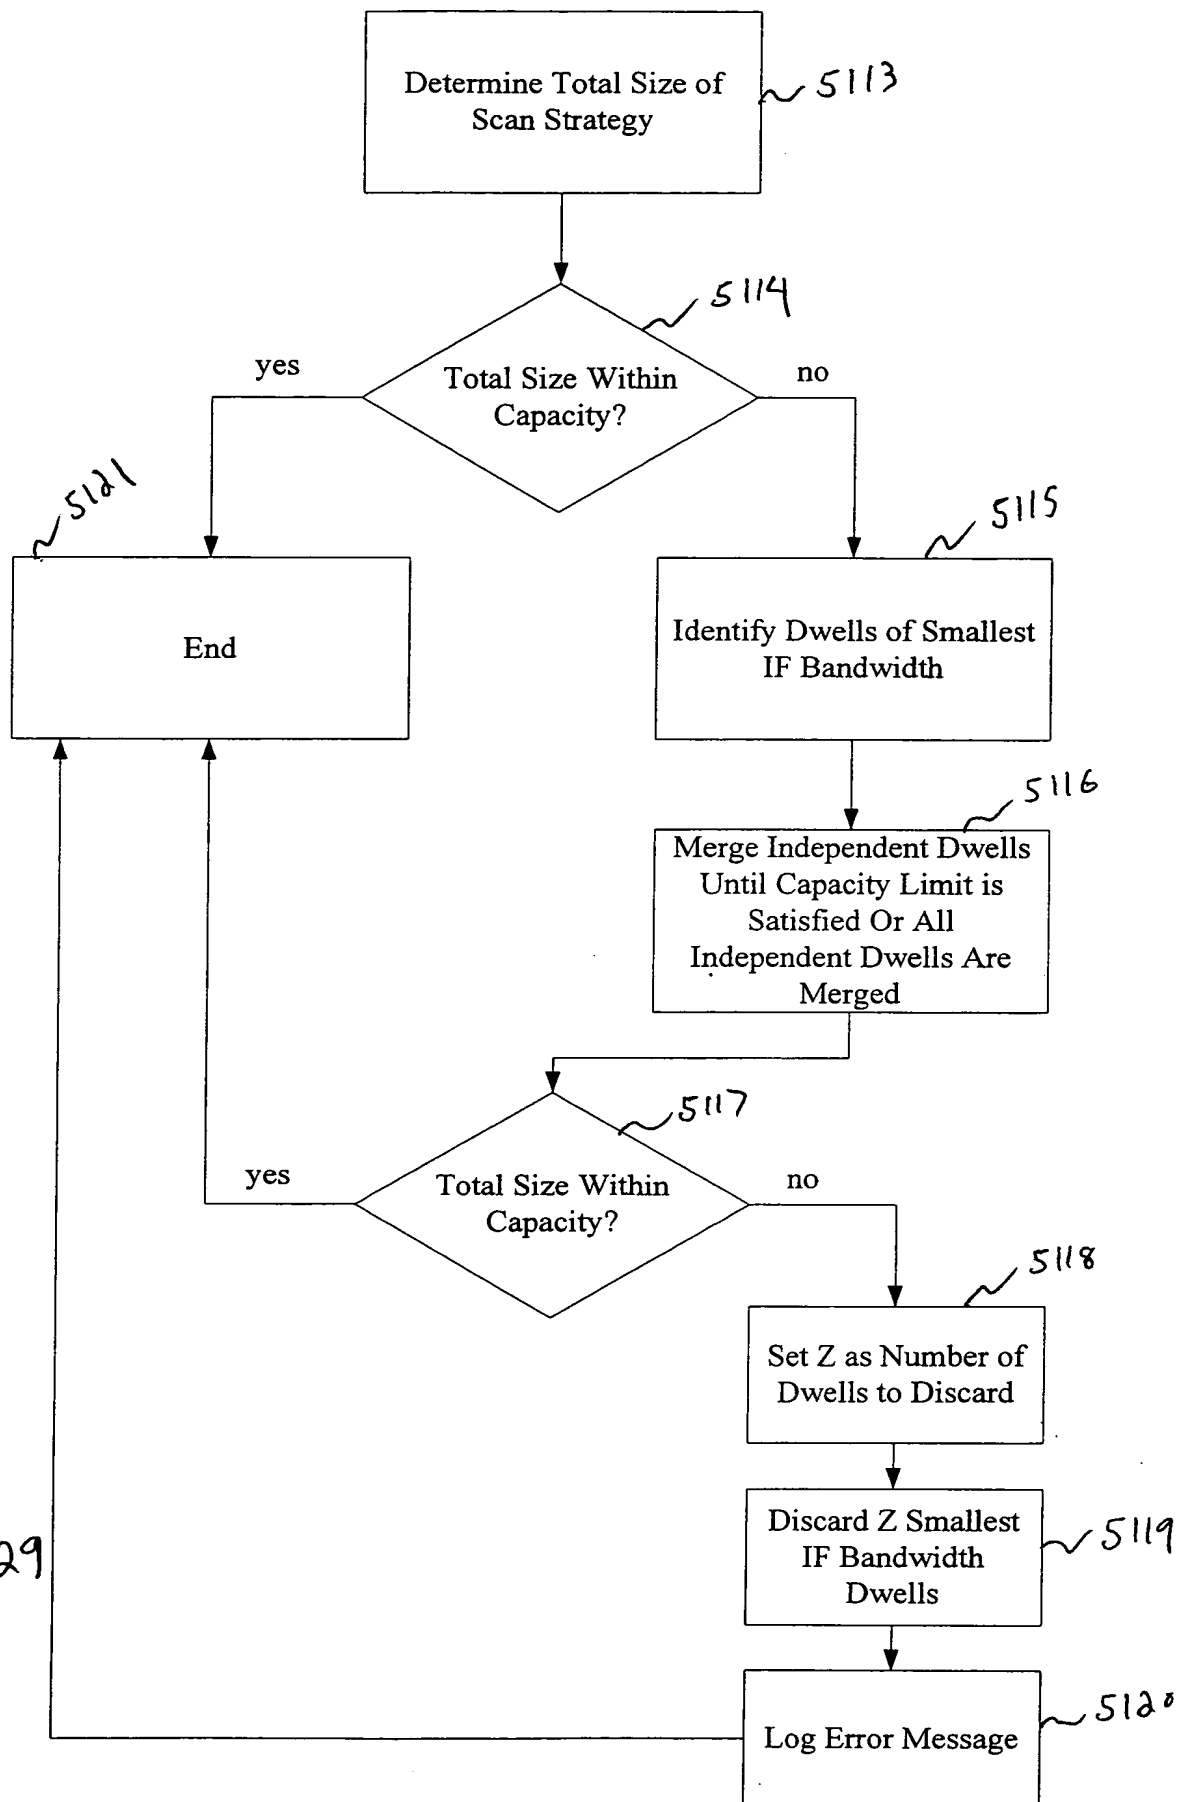 Determine Total Size of
Scan Strategy
5113
5114
yes
Total Size Within
Capacity?
no
5121
5115
End
Identify Dwells of Smallest
IF Bandwidth
5116
Merge Independent Dwells
Until Capacity Limit is
Satisfied Or All
Independent Dwells Are
Merged
5117
yes
Total Size Within
Capacity?
no
5118
Set Z as Number of
Dwells to Discard
Discard Z Smallest
IF Bandwidth
Dwells
5119
29
5120
Log Error Message